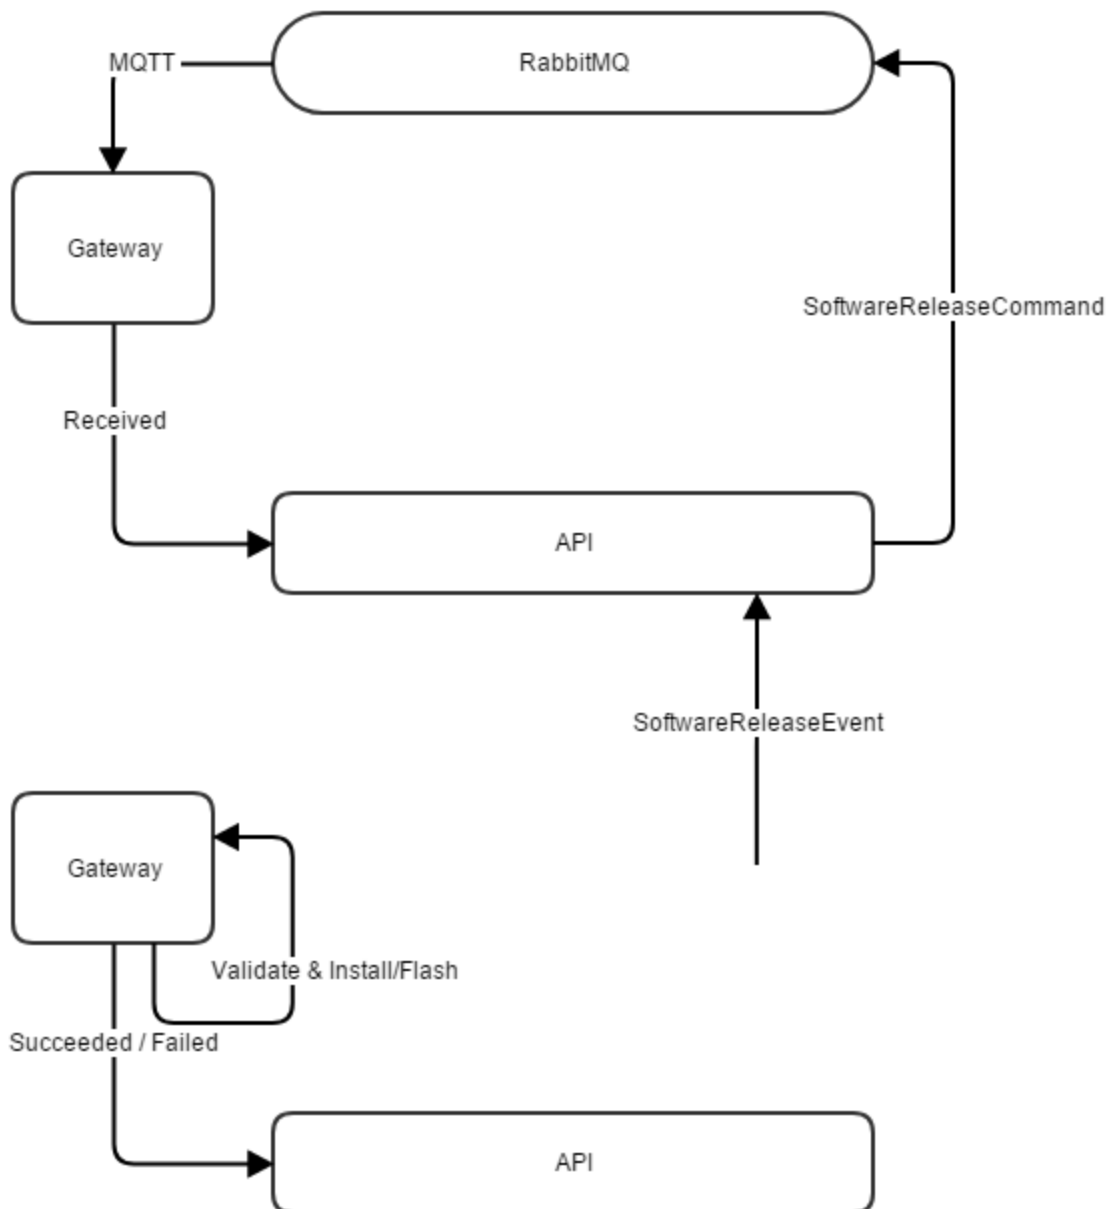 MQTT
RabbitMQ
Gateway
SoftwareReleaseCommand
Received
API
SoftwareReleaseEvent
Gateway
Validate & Install/Flash
Succeeded / Failed
API